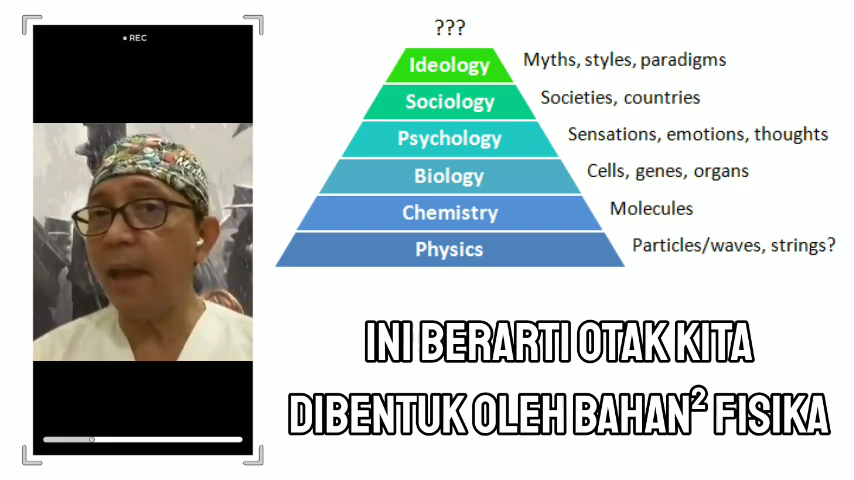 • REC
???
Ideology
Myths, styles, paradigms
Sociology
Societies, countries
Psychology
Sensations, emotions, thoughts
Biology
Cells, genes, organs
Chemistry
Molecules
Physics
Particles/waves, strings?
INI BERARTI OTAK KITA
DIBENTUK OLEH BAHAN² FISIKA